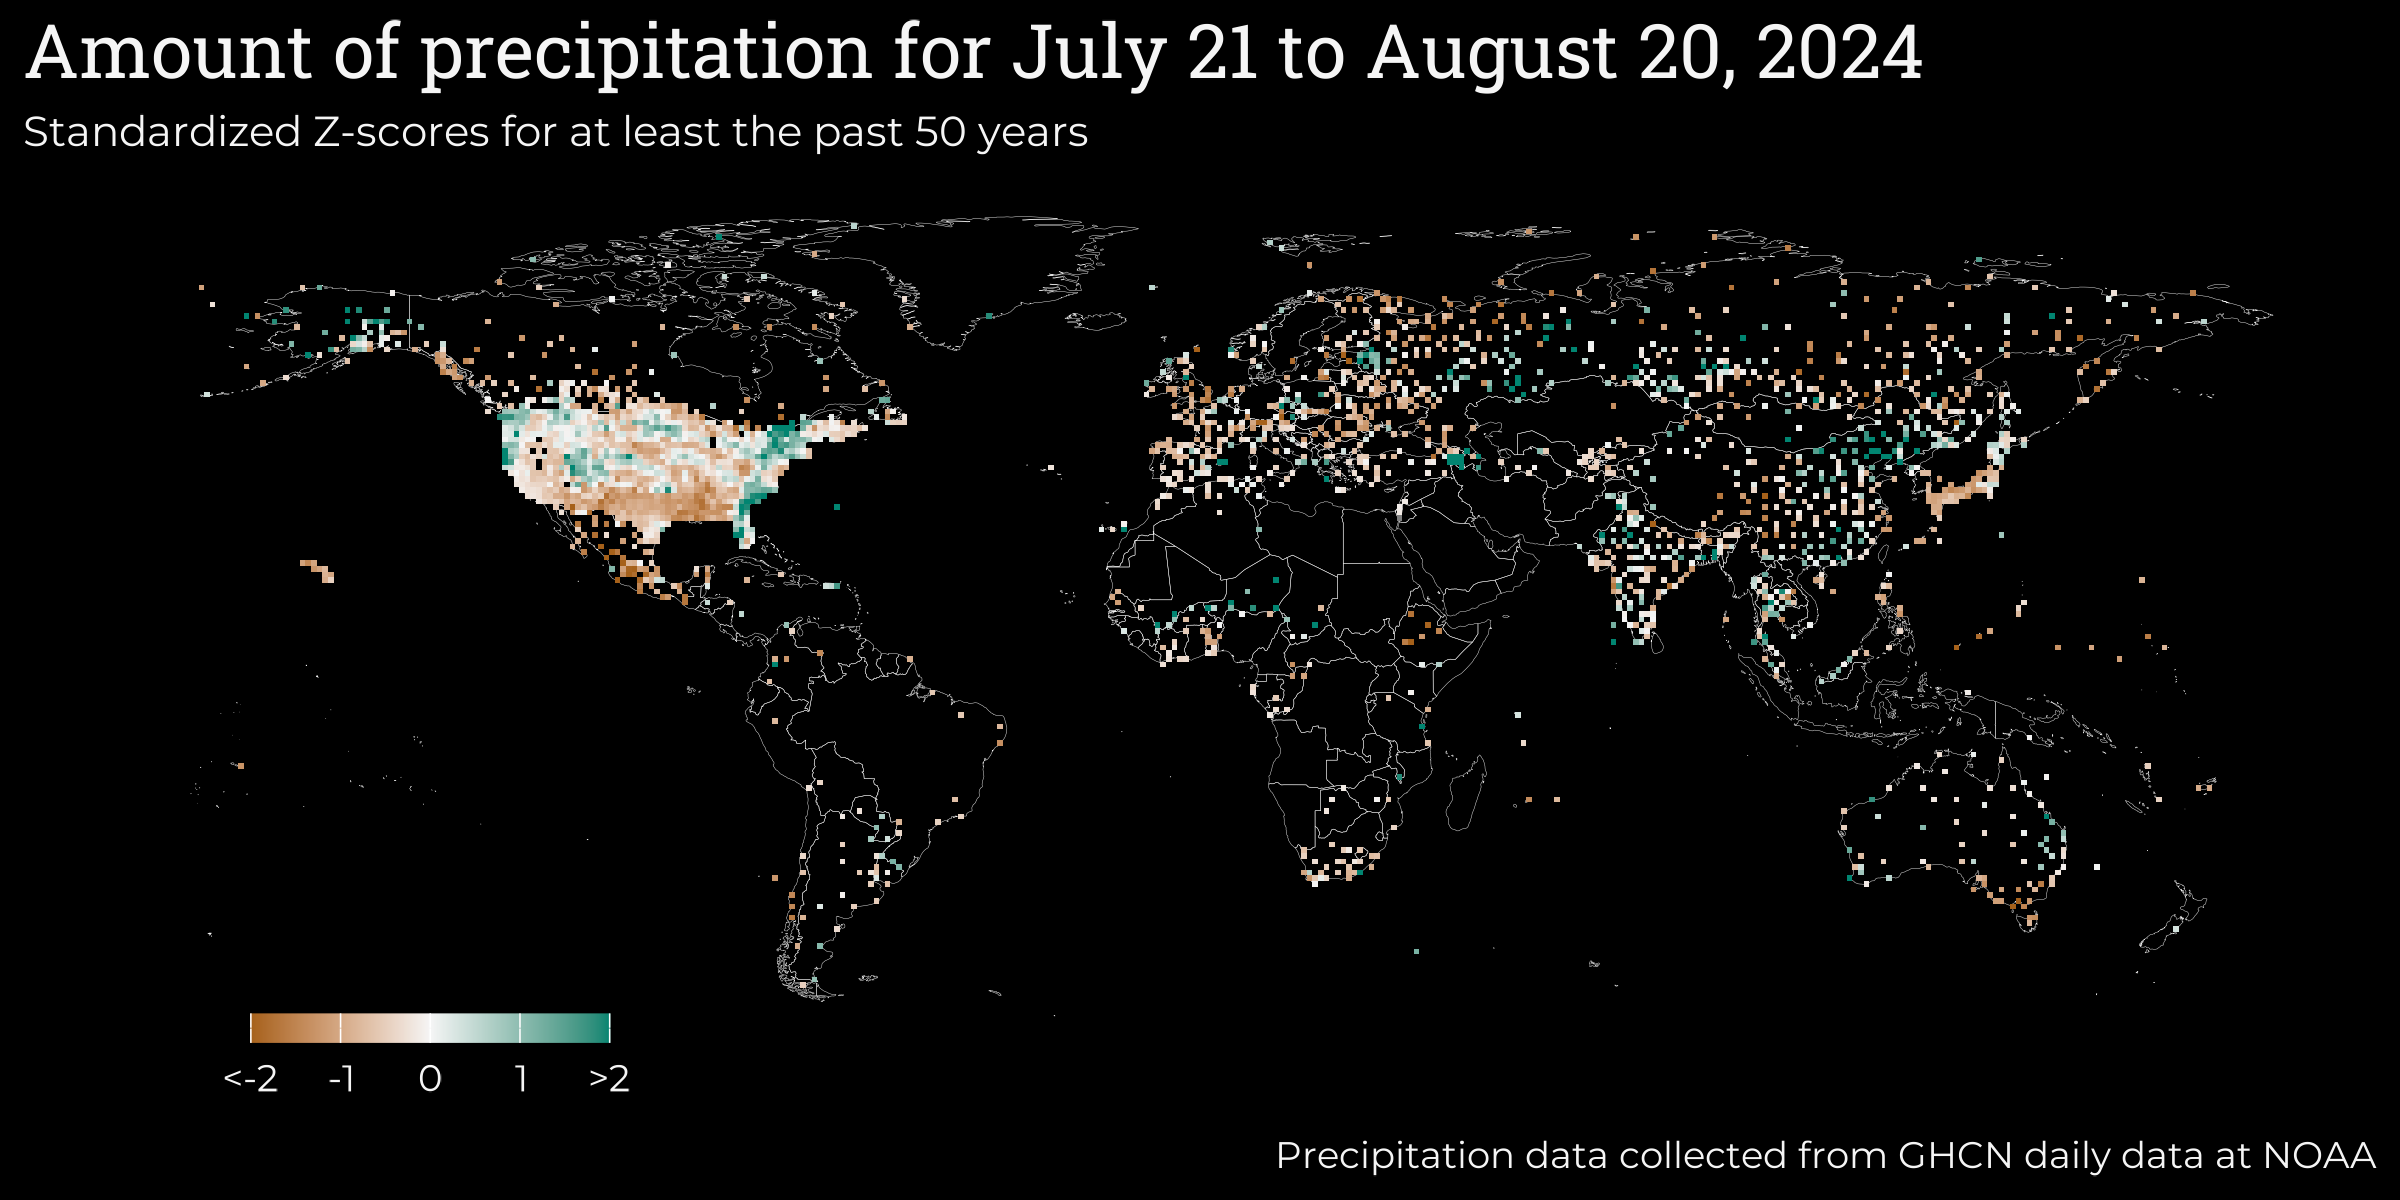 Amount of precipitation for July 21 to August 20, 2024
Standardized Z-scores for at least the past 50 years
<-2 -1 0 1 >2
Precipitation data collected from GHCN daily data at NOAA